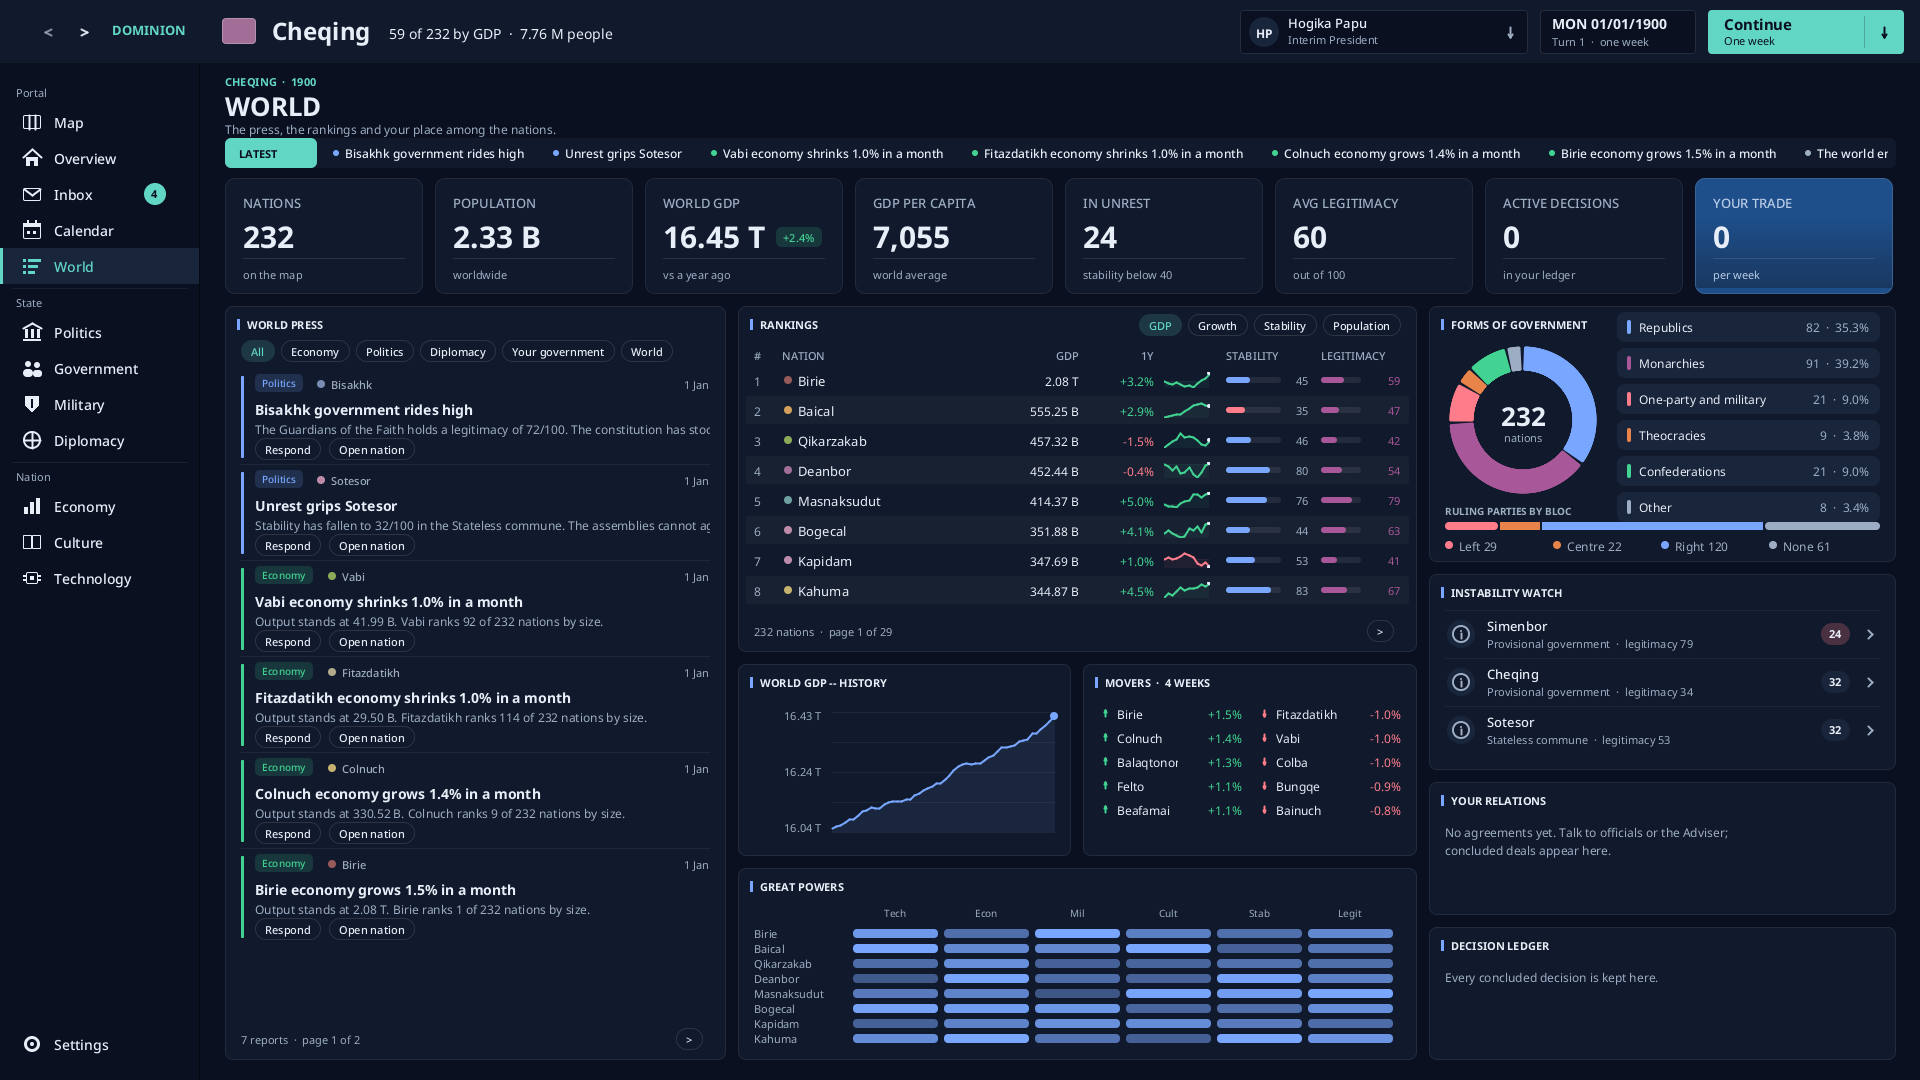 < > DOMINION
Cheqing 59 of 232 by GDP · 7.76 M people
HP Hogika Papu
Interim President
MON 01/01/1900
Turn 1 · one week
Continue
One week
Portal
Map
Overview
Inbox 4
Calendar
World
State
Politics
Government
Military
Diplomacy
Nation
Economy
Culture
Technology
Settings
CHEQING · 1900
WORLD
The press, the rankings and your place among the nations.
LATEST Bisakhk government rides high Unrest grips Sotesor Vabi economy shrinks 1.0% in a month Fitazdatikh economy shrinks 1.0% in a month Colnuch economy grows 1.4% in a month Birie economy grows 1.5% in a month The world er
NATIONS
232
on the map
POPULATION
2.33 B
worldwide
WORLD GDP
16.45 T +2.4%
vs a year ago
GDP PER CAPITA
7,055
world average
IN UNREST
24
stability below 40
AVG LEGITIMACY
60
out of 100
ACTIVE DECISIONS
0
in your ledger
YOUR TRADE
0
per week
WORLD PRESS
All Economy Politics Diplomacy Your government World
Politics Bisakhk 1 Jan
Bisakhk government rides high
The Guardians of the Faith holds a legitimacy of 72/100. The constitution has stoc
Respond Open nation
Politics Sotesor 1 Jan
Unrest grips Sotesor
Stability has fallen to 32/100 in the Stateless commune. The assemblies cannot ag
Respond Open nation
Economy Vabi 1 Jan
Vabi economy shrinks 1.0% in a month
Output stands at 41.99 B. Vabi ranks 92 of 232 nations by size.
Respond Open nation
Economy Fitazdatikh 1 Jan
Fitazdatikh economy shrinks 1.0% in a month
Output stands at 29.50 B. Fitazdatikh ranks 114 of 232 nations by size.
Respond Open nation
Economy Colnuch 1 Jan
Colnuch economy grows 1.4% in a month
Output stands at 330.52 B. Colnuch ranks 9 of 232 nations by size.
Respond Open nation
Economy Birie 1 Jan
Birie economy grows 1.5% in a month
Output stands at 2.08 T. Birie ranks 1 of 232 nations by size.
Respond Open nation
7 reports · page 1 of 2 >
RANKINGS GDP Growth Stability Population
# NATION GDP 1Y STABILITY LEGITIMACY
1 Birie 2.08 T +3.2% 45 59
2 Baical 555.25 B +2.9% 35 47
3 Qikarzakab 457.32 B -1.5% 46 42
4 Deanbor 452.44 B -0.4% 80 54
5 Masnaksudut 414.37 B +5.0% 76 79
6 Bogecal 351.88 B +4.1% 44 63
7 Kapidam 347.69 B +1.0% 53 41
8 Kahuma 344.87 B +4.5% 83 67
232 nations · page 1 of 29 >
WORLD GDP -- HISTORY
16.43 T
16.24 T
16.04 T
MOVERS · 4 WEEKS
Birie +1.5% Fitazdatikh -1.0%
Colnuch +1.4% Vabi -1.0%
Balaqtonor +1.3% Colba -1.0%
Felto +1.1% Bungqe -0.9%
Beafamai +1.1% Bainuch -0.8%
GREAT POWERS
Tech Econ Mil Cult Stab Legit
Birie
Baical
Qikarzakab
Deanbor
Masnaksudut
Bogecal
Kapidam
Kahuma
FORMS OF GOVERNMENT
232
nations
Republics 82 · 35.3%
Monarchies 91 · 39.2%
One-party and military 21 · 9.0%
Theocracies 9 · 3.8%
Confederations 21 · 9.0%
Other 8 · 3.4%
RULING PARTIES BY BLOC
Left 29 Centre 22 Right 120 None 61
INSTABILITY WATCH
Simenbor 24
Provisional government · legitimacy 79
Cheqing 32
Provisional government · legitimacy 34
Sotesor 32
Stateless commune · legitimacy 53
YOUR RELATIONS
No agreements yet. Talk to officials or the Adviser;
concluded deals appear here.
DECISION LEDGER
Every concluded decision is kept here.